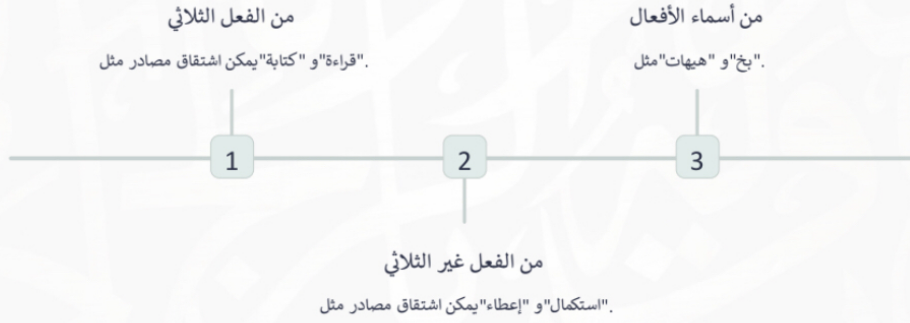 من الفعل الثلاثي
يمكن اشتقاق مصادر مثل"كتابة" و"قراءة".
1
من الفعل غير الثلاثي
يمكن اشتقاق مصادر مثل"إعطاء" و"استكمال".
2
من أسماء الأفعال
مثل"هيهات" و"بخ".
3